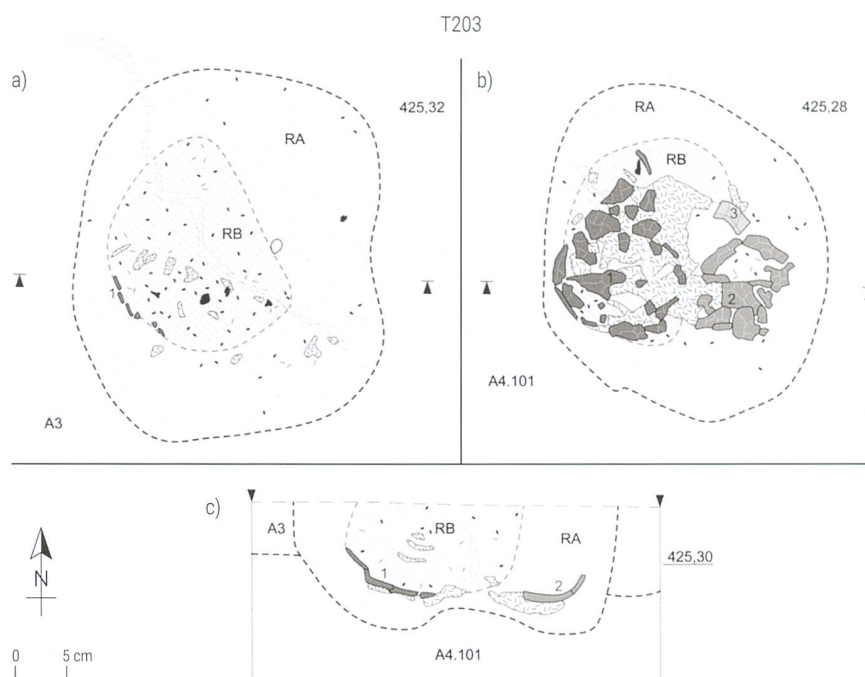 T203
a)
425,32
RA
RB
1
A3
b)
425,28
RA
RB
3
1
2
A4.101
c)
A3
RB
RA
1
2
425,30
A4.101
N
0 5 cm